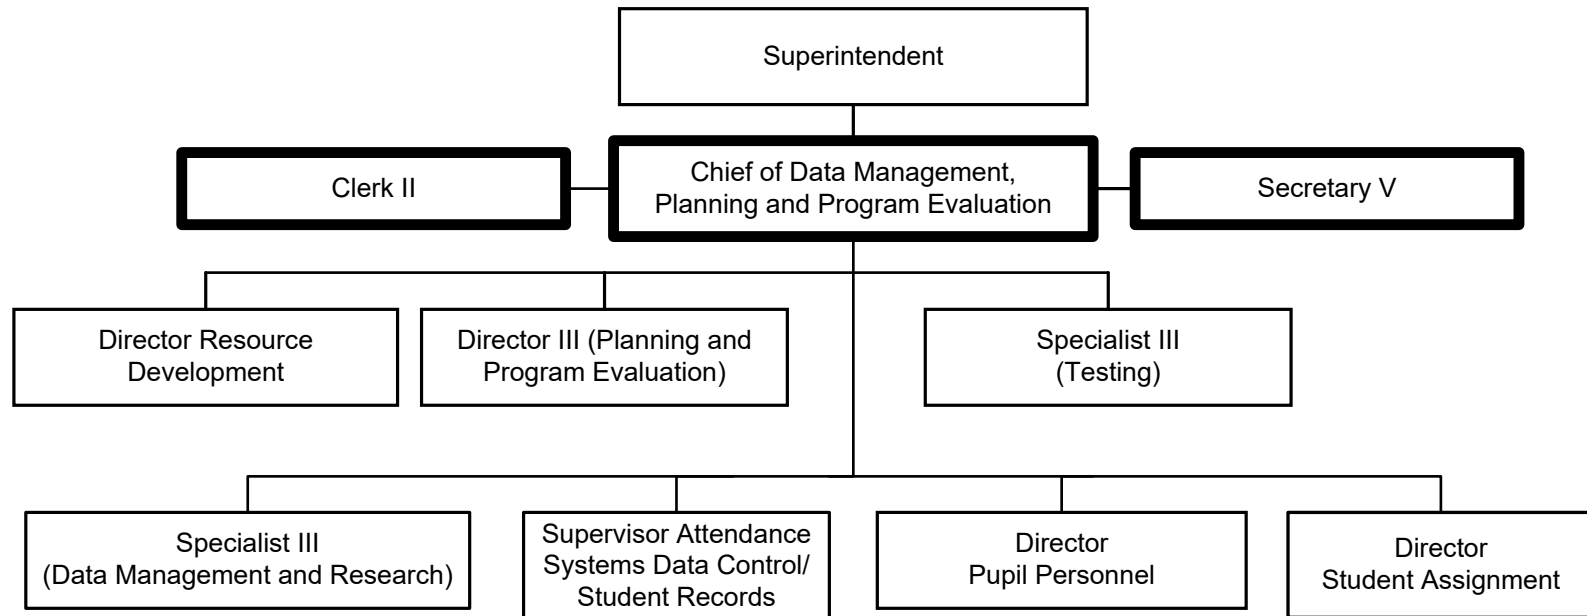 Superintendent
Clerk II
Chief of Data Management,
Planning and Program Evaluation
Secretary V
Director Resource
Development
Director III (Planning and
Program Evaluation)
Specialist III
(Testing)
Specialist III
(Data Management and Research)
Supervisor Attendance
Systems Data Control/
Student Records
Director
Pupil Personnel
Director
Student Assignment